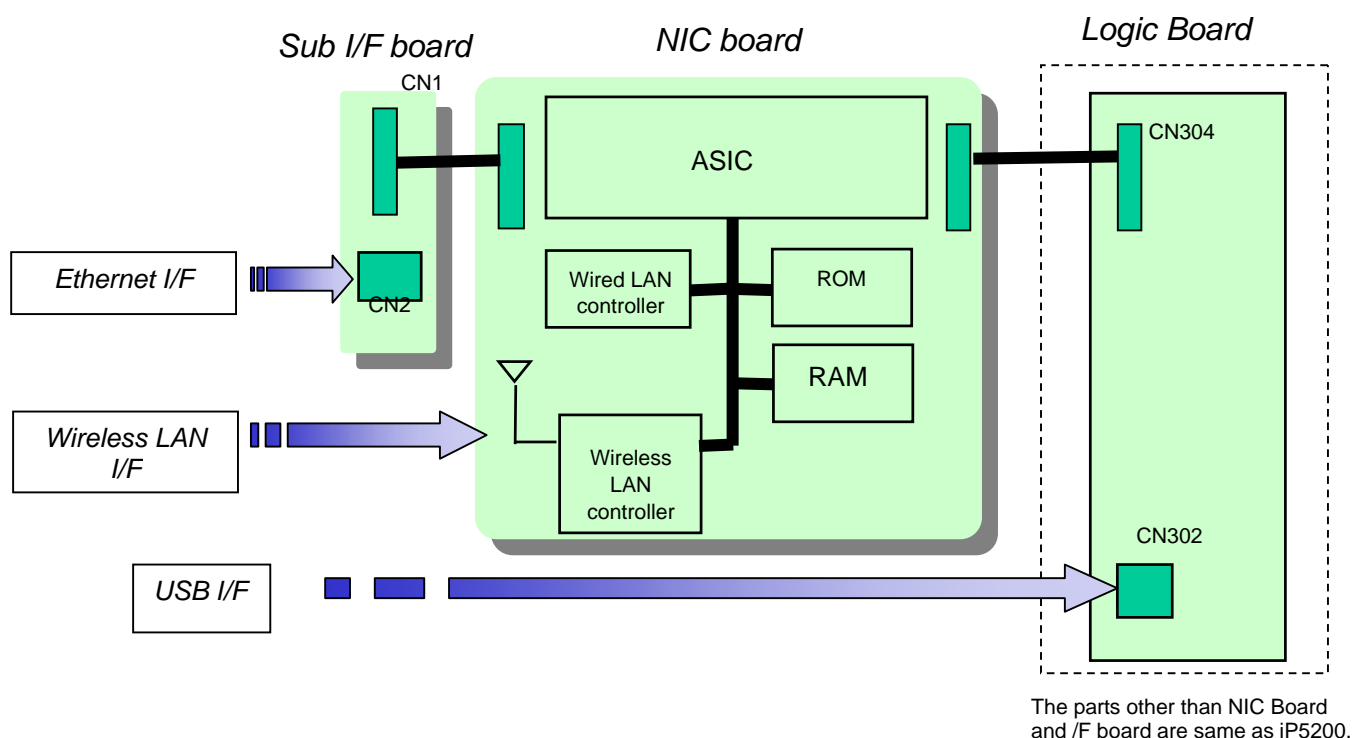 Sub I/F board
NIC board
Logic Board
CN1
CN304
ASIC
Ethernet I/F
CN2
Wired LAN
controller
ROM
RAM
Wireless LAN
I/F
Wireless
LAN
controller
CN302
USB I/F
The parts other than NIC Board
and /F board are same as iP5200.